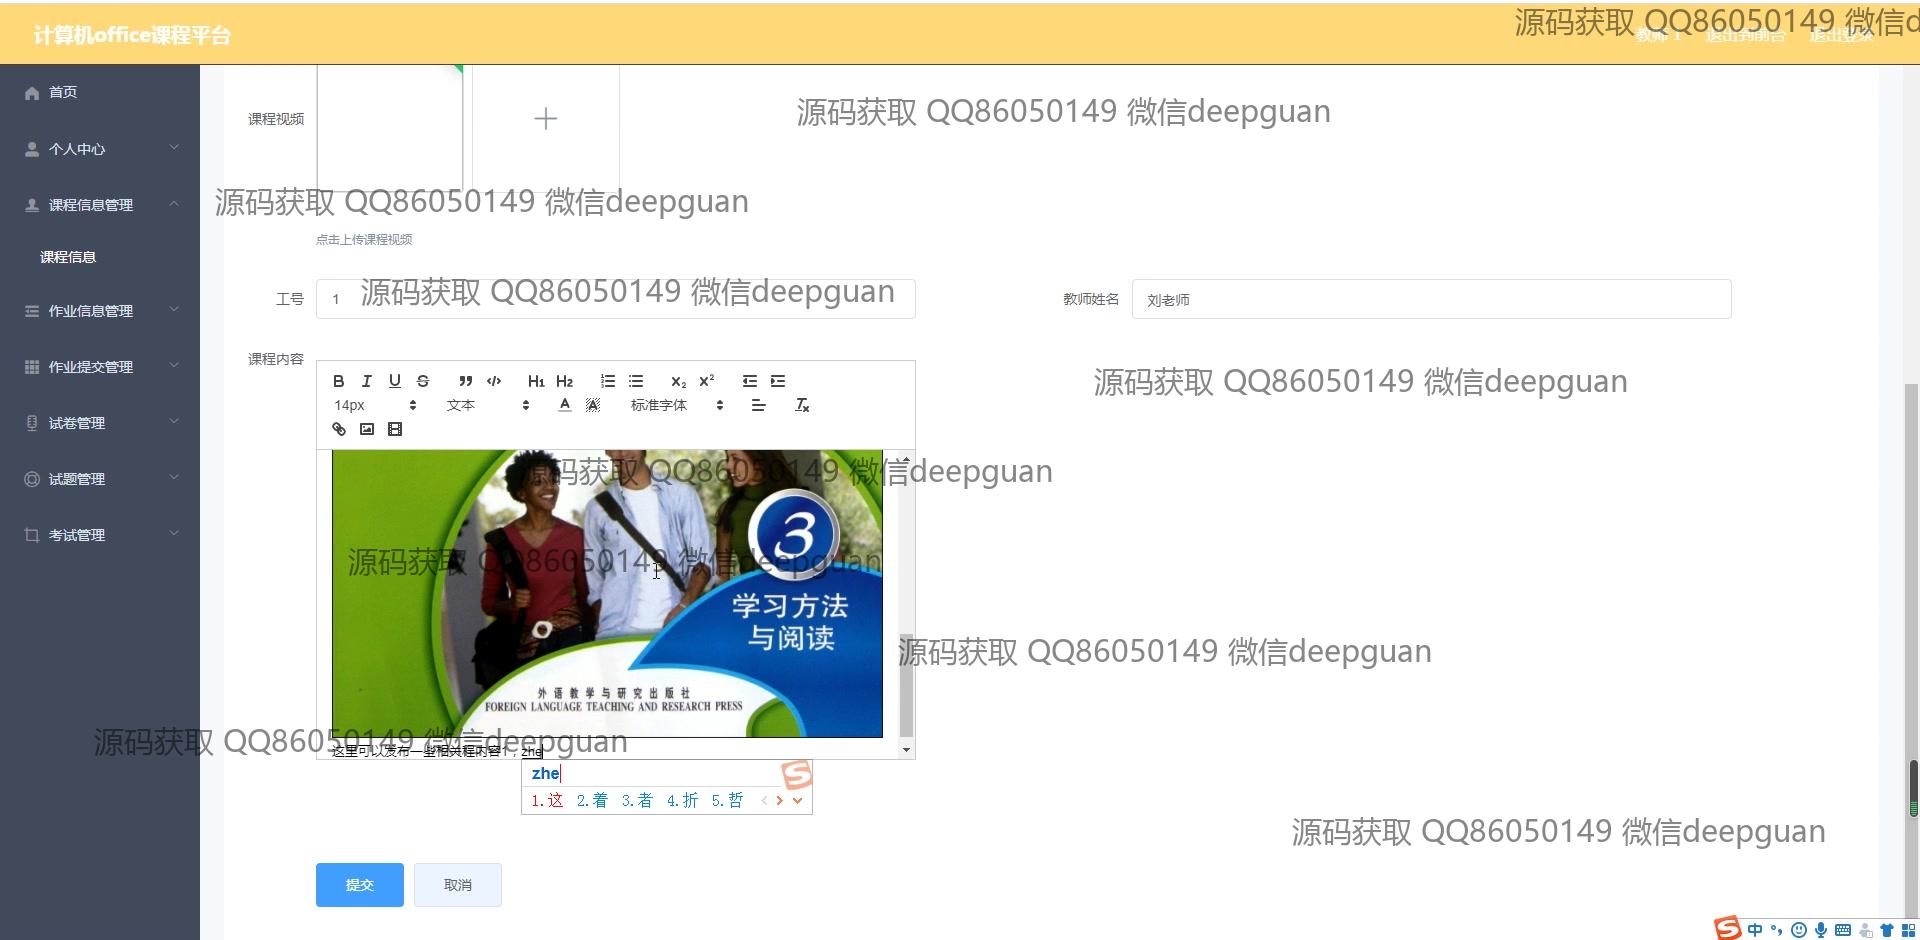 计算机office课程平台
源码获取 QQ86050149 微信d
教师 1 退出到前台 退出登录
首页
个人中心
课程信息管理
课程信息
作业信息管理
作业提交管理
试卷管理
试题管理
考试管理
课程视频
源码获取 QQ86050149 微信deepguan
源码获取 QQ86050149 微信deepguan
点击上传课程视频
工号 1
源码获取 QQ86050149 微信deepguan
教师姓名 刘老师
课程内容
B I U S H1 H2 X2 X2
14px 文本 A A 标准字体 Tx
源码获取 QQ86050149 微信deepguan
源码获取 QQ86050149 微信deepguan
3
源码获取 QQ86050149 微信deepguan
学习方法
与阅读
源码获取 QQ86050149 微信deepguan
外语教学与研究出版社
FOREIGN LANGUAGE TEACHING AND RESEARCH PRESS
源码获取 QQ86050149 微信deepguan
这里可以发布一些相关程内容1，zhe
zhe
1.这 2.着 3.者 4.折 5.哲
源码获取 QQ86050149 微信deepguan
提交 取消
中